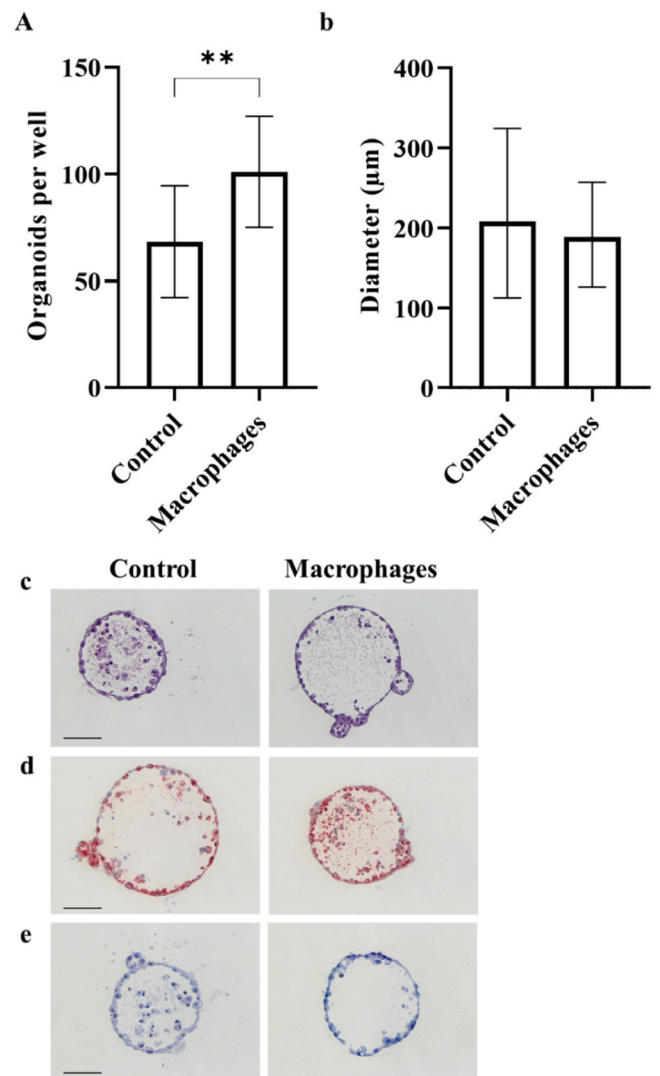 A
b
**
150
100
50
0
Organoids per well
Control
Macrophages
400
300
200
100
0
Diameter (μm)
Control
Macrophages
Control Macrophages
c
d
e